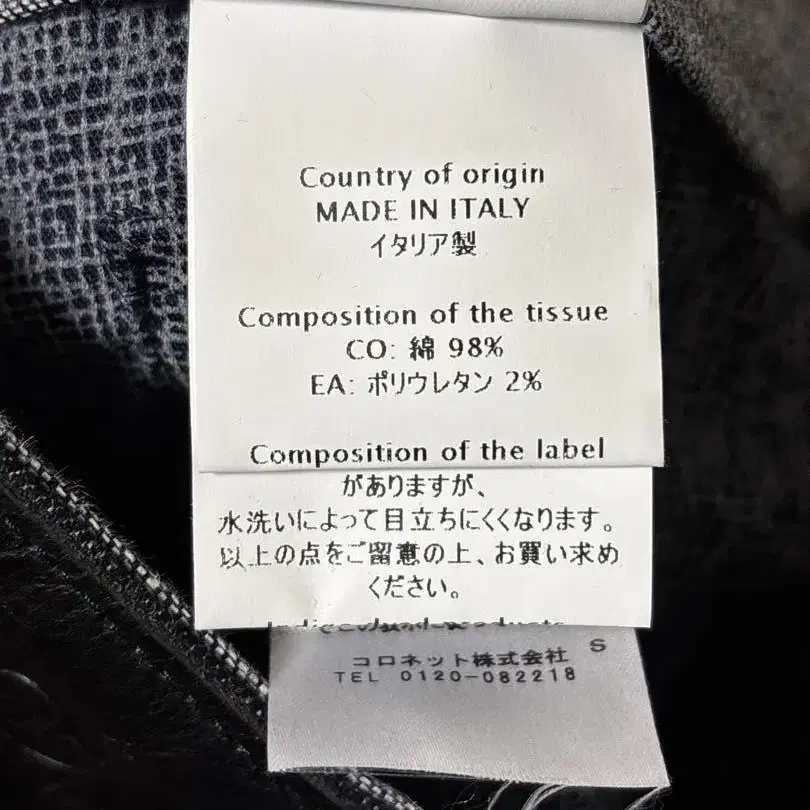 Country of origin
MADE IN ITALY
イタリア製
Composition of the tissue
CO: 綿 98%
EA: ポリウレタン 2%
Composition of the label
がありますが、
水洗いによって目立ちにくくなります。
以上の点をご留意の上、お買い求め
ください。
コロネット株式会社 S
TEL 0120-082218